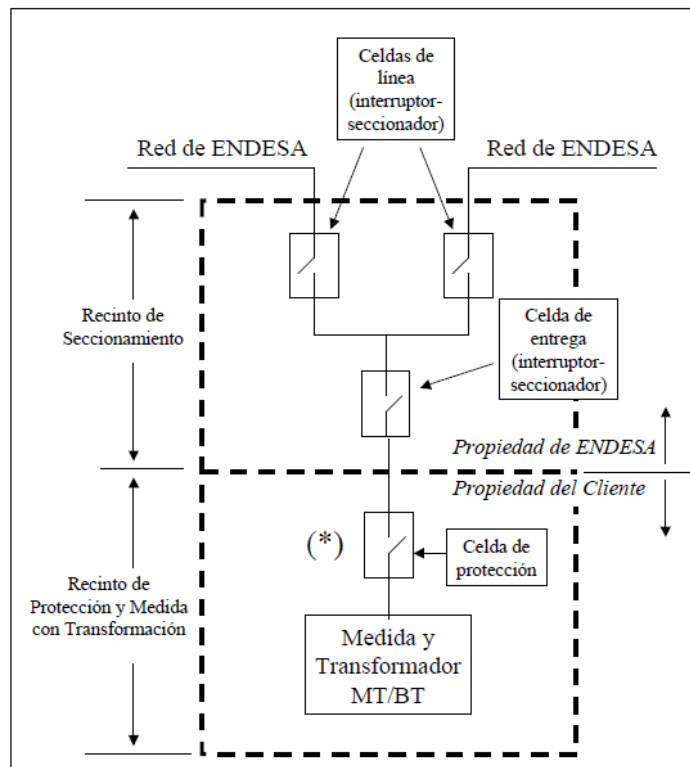 Celdas de
línea
(interruptor-
seccionador)
Red de ENDESA
Red de ENDESA
Recinto de
Seccionamiento
Celda de
entrega
(interruptor-
seccionador)
Propiedad de ENDESA
Propiedad del Cliente
(*)
Celda de
protección
Recinto de
Protección y Medida
con Transformación
Medida y
Transformador
MT/BT